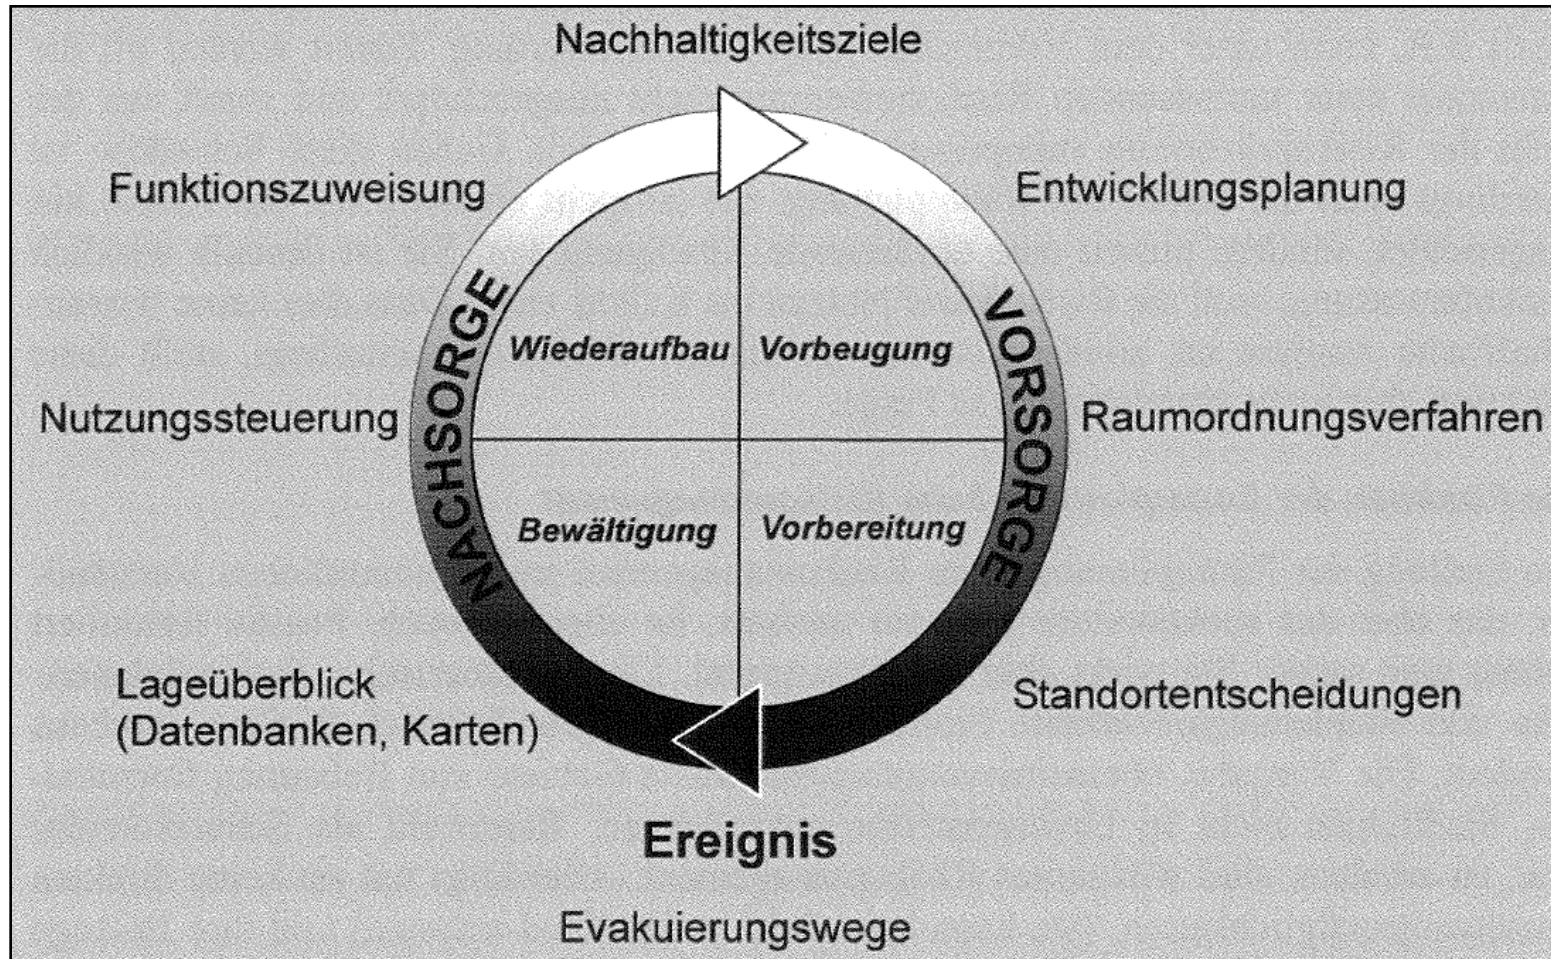 Nachhaltigkeitsziele
Funktionszuweisung
Entwicklungsplanung
NACHSORGE
VORSORGE
Wiederaufbau
Vorbeugung
Nutzungssteuerung
Raumordnungsverfahren
Bewältigung
Vorbereitung
Lageüberblick
(Datenbanken, Karten)
Standortentscheidungen
Ereignis
Evakuierungswege